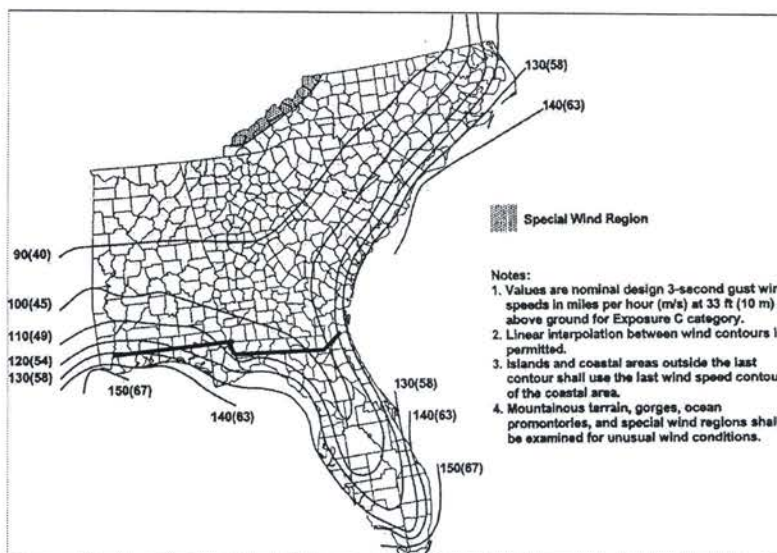 130(58)
140(63)
Special Wind Region
90(40)
100(45)
110(49)
120(54)
130(58)
150(67)
140(63)
130(58)
140(63)
150(67)
Notes:
1. Values are nominal design 3-second gust win
speeds in miles per hour (m/s) at 33 ft (10 m)
above ground for Exposure C category.
2. Linear interpolation between wind contours i
permitted.
3. Islands and coastal areas outside the last
contour shall use the last wind speed contou
of the coastal area.
4. Mountainous terrain, gorges, ocean
promontories, and special wind regions shal
be examined for unusual wind conditions.